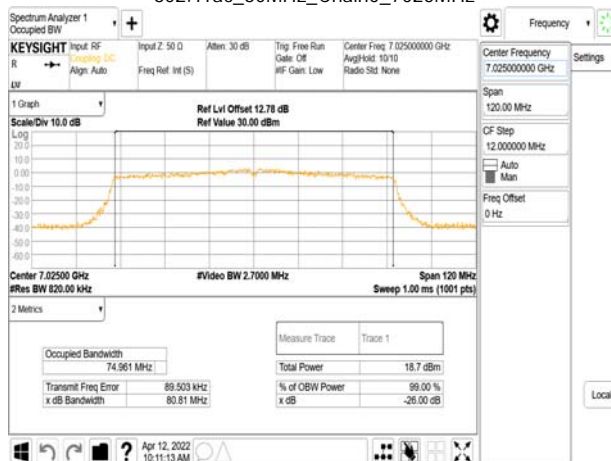 Spectrum Analyzer 1
Occupied BW
Frequency
KEYSIGHT
Input: RF
Coupling: DC
Align: Auto
Input Z: 50 Ω
Freq Ref: Int (S)
Atten: 30 dB
Trig: Free Run
Gate: Off
#IF Gain: Low
Center Freq: 7.025000000 GHz
Avg|Hold: 10/10
Radio Std: None
R
LV
Center Frequency
7.025000000 GHz
Settings
Span
120.00 MHz
CF Step
12.000000 MHz
Auto
Man
Freq Offset
0 Hz
1 Graph
Scale/Div 10.0 dB
Ref Lvl Offset 12.78 dB
Ref Value 30.00 dBm
Log
20.0
10.0
0.00
-10.0
-20.0
-30.0
-40.0
-50.0
-60.0
Center 7.02500 GHz
#Video BW 2.7000 MHz
Span 120 MHz
#Res BW 820.00 kHz
Sweep 1.00 ms (1001 pts)
2 Metrics
Measure Trace
Trace 1
Occupied Bandwidth
74.961 MHz
Total Power
18.7 dBm
Transmit Freq Error
89.503 kHz
% of OBW Power
99.00 %
x dB Bandwidth
80.81 MHz
x dB
-26.00 dB
Local
?
Apr 12, 2022
10:11:13 AM